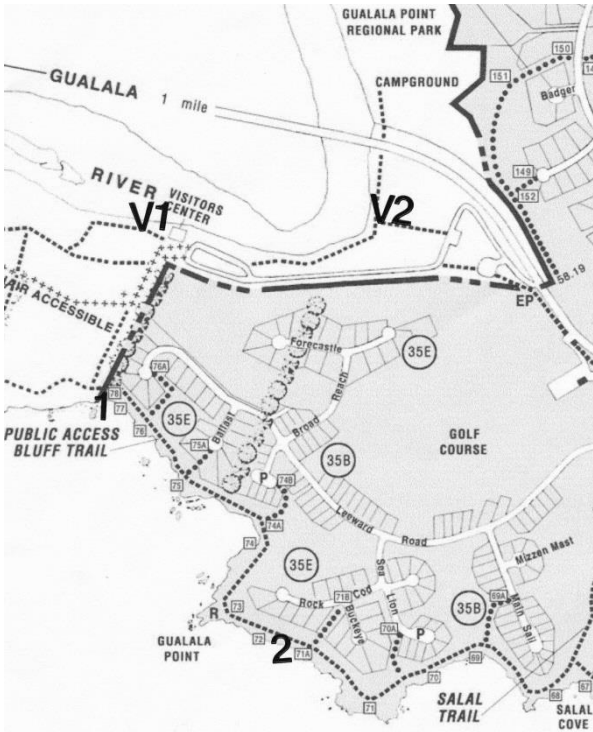 GUALALA POINT
REGIONAL PARK
CAMPGROUND
GUALALA 1 mile
RIVER
VISITORS
CENTER
V1
V2
150
151
Badger
149
152
58.19
EP
AIR ACCESSIBLE
Forecastle
35E
Reach
Broad
76A
78
1
77
76
35E
Ballast
75A
PUBLIC ACCESS
BLUFF TRAIL
75
P
74B
35B
GOLF
COURSE
74A
74
Leeward Road
Mizzen Mast
35E
Sea Lion
Rock Cod
71B
Buckeye
70A
P
35B
69A
Main Sail
R
73
72
2
71A
GUALALA
POINT
71
70
69
68
67
SALAL
TRAIL
SALAL
COVE